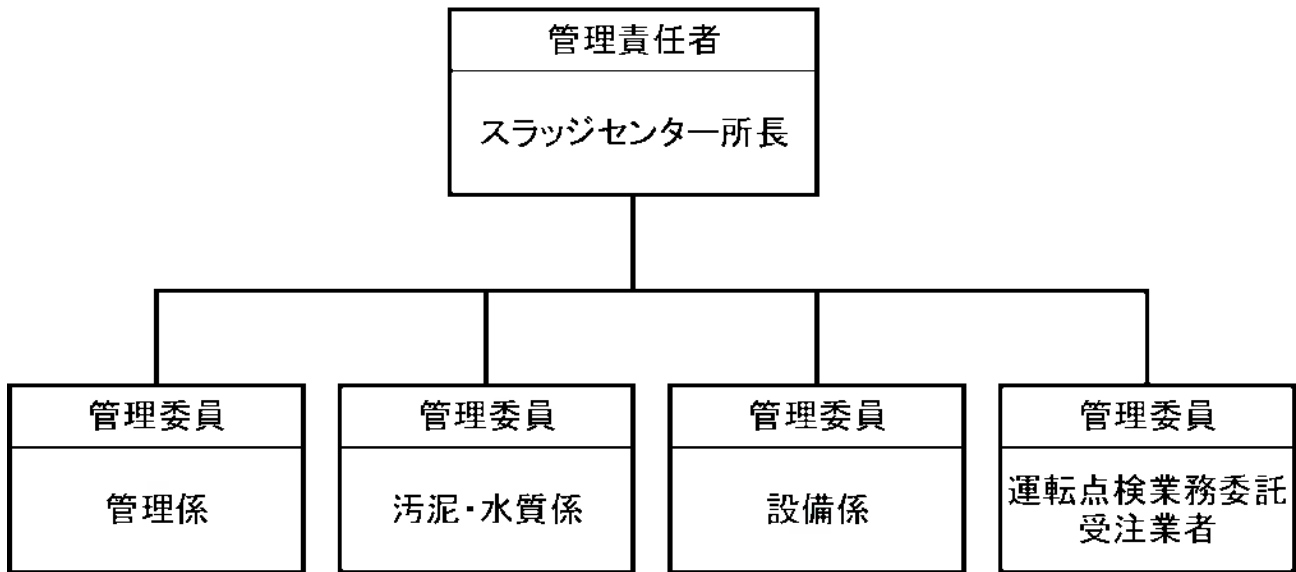 管理責任者
スラッジセンター所長
管理委員
管理係
管理委員
汚泥・水質係
管理委員
設備係
管理委員
運転点検業務委託
受注業者